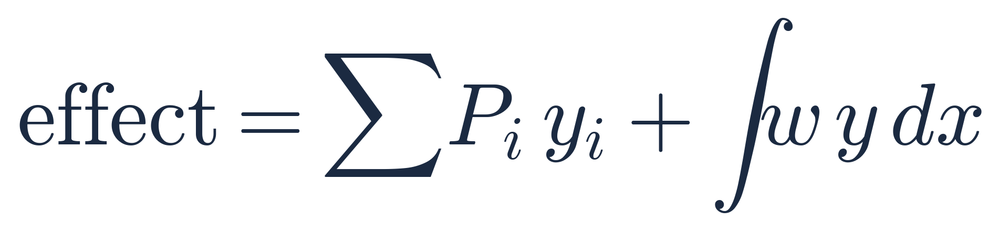 effect = ∑ P_i y_i + ∫ w y dx